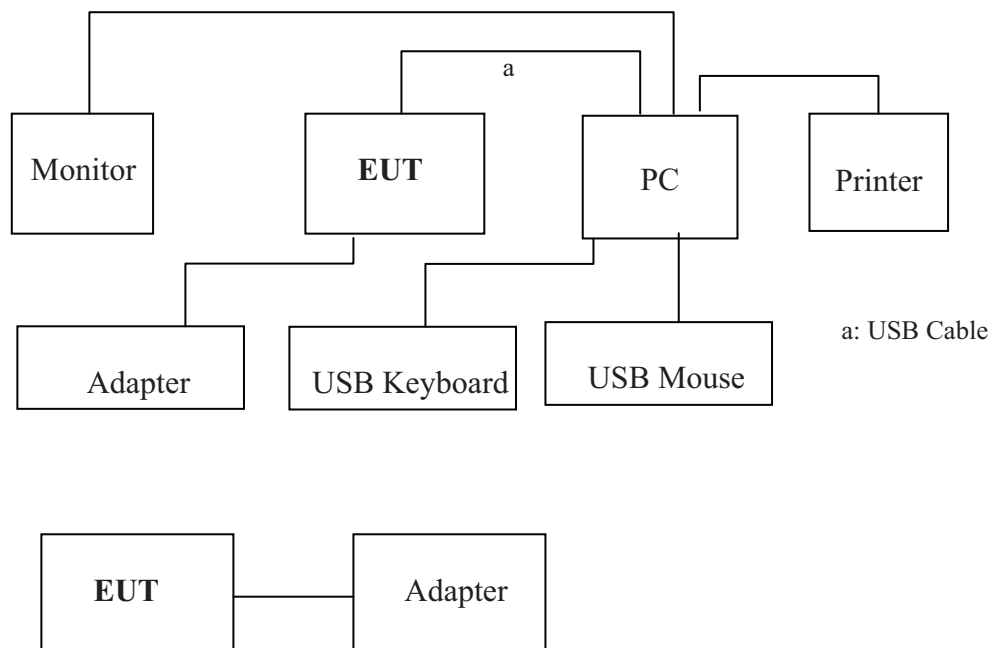 a
Monitor
EUT
PC
Printer
a: USB Cable
Adapter
USB Keyboard
USB Mouse
EUT
Adapter